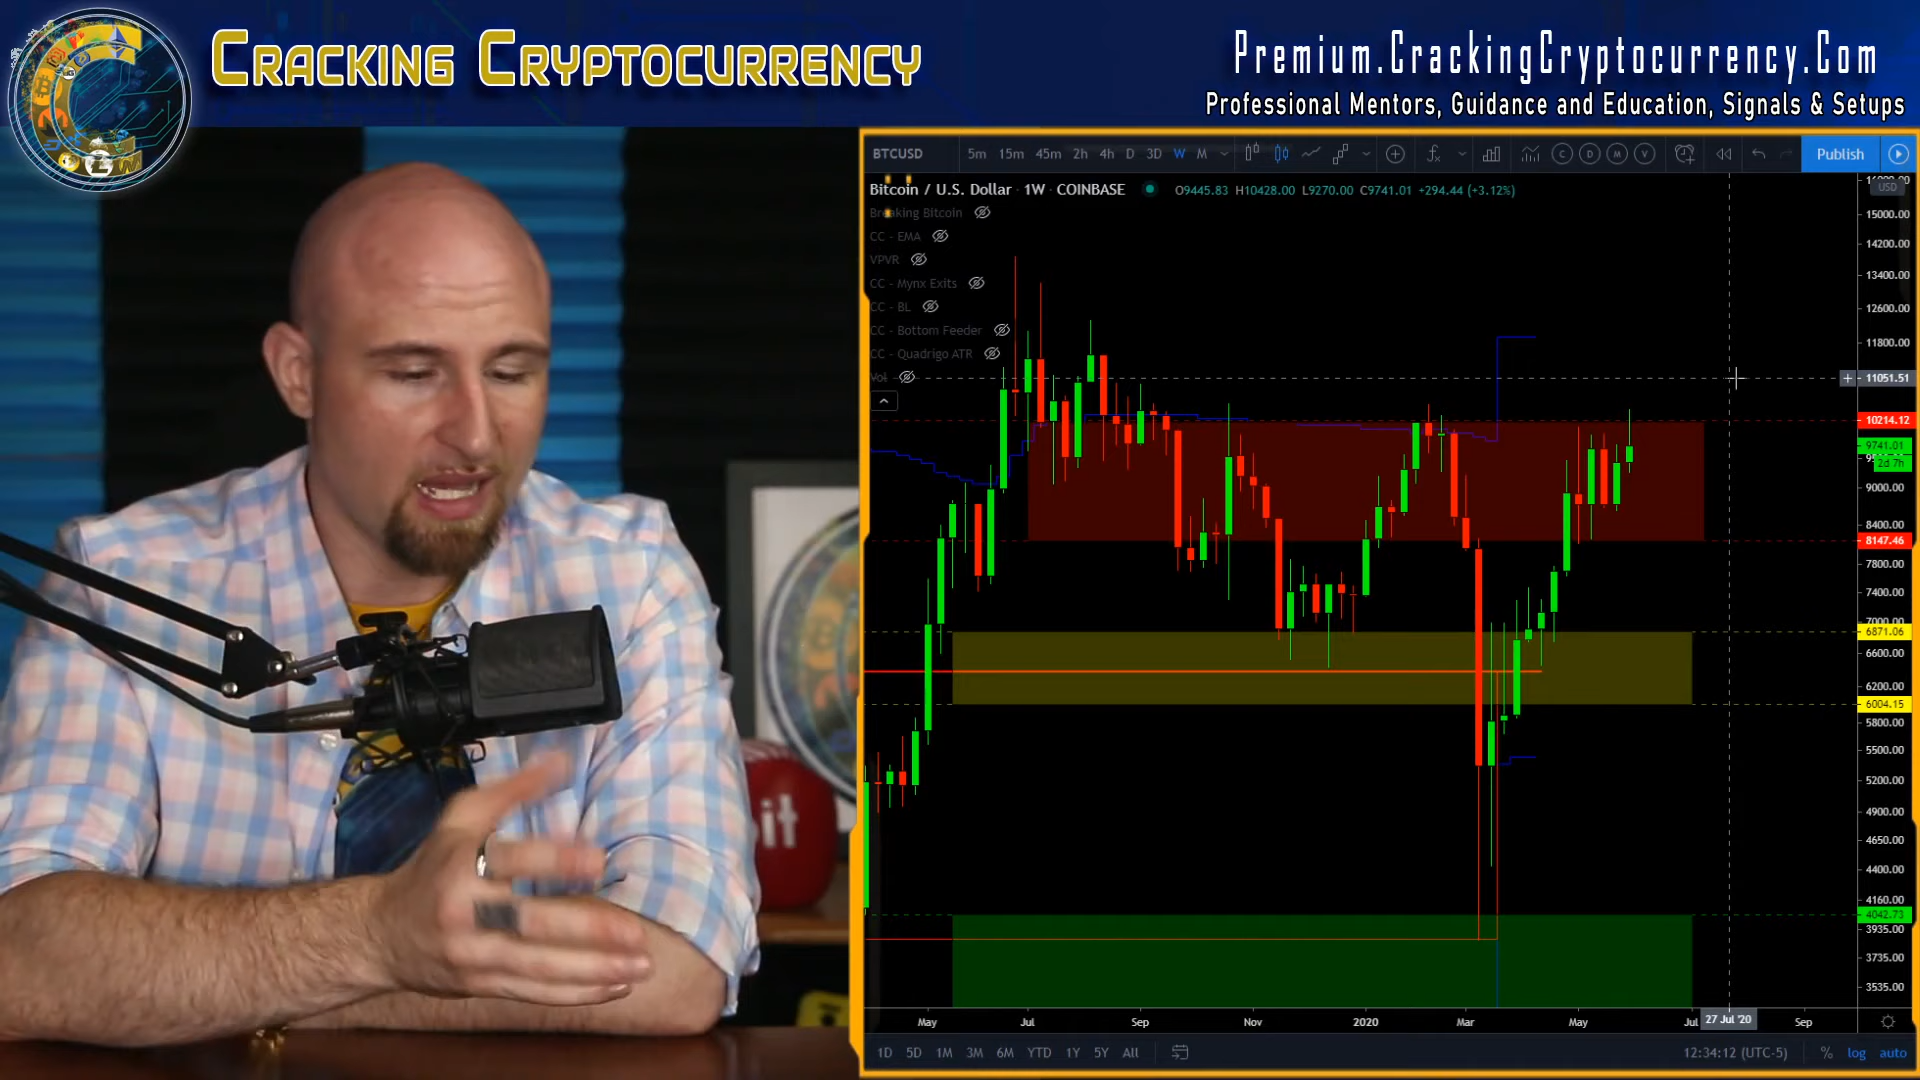 Cracking Cryptocurrency
Premium.CrackingCryptocurrency.Com
Professional Mentors, Guidance and Education, Signals & Setups
BTCUSD 5m 15m 45m 2h 4h D 3D W M C D M V Publish
Bitcoin / U.S. Dollar · 1W · COINBASE O9445.83 H10428.00 L9270.00 C9741.01 +294.44 (+3.12%)
USD
Breaking Bitcoin
CC - EMA
VPVR
CC - Mynx Exits
CC - BL
CC - Bottom Feeder
CC - Quadrigo ATR
Vol
15000.00
14200.00
13400.00
12600.00
11800.00
11051.51
10214.12
9741.01
2d 7h
9000.00
8400.00
8147.46
7800.00
7400.00
7000.00
6871.06
6600.00
6200.00
6004.15
5800.00
5500.00
5200.00
4900.00
4650.00
4400.00
4160.00
4042.73
3935.00
3735.00
3535.00
it
May Jul Sep Nov 2020 Mar May Jul 27 Jul '20 Sep
1D 5D 1M 3M 6M YTD 1Y 5Y All 12:34:12 (UTC-5) % log auto